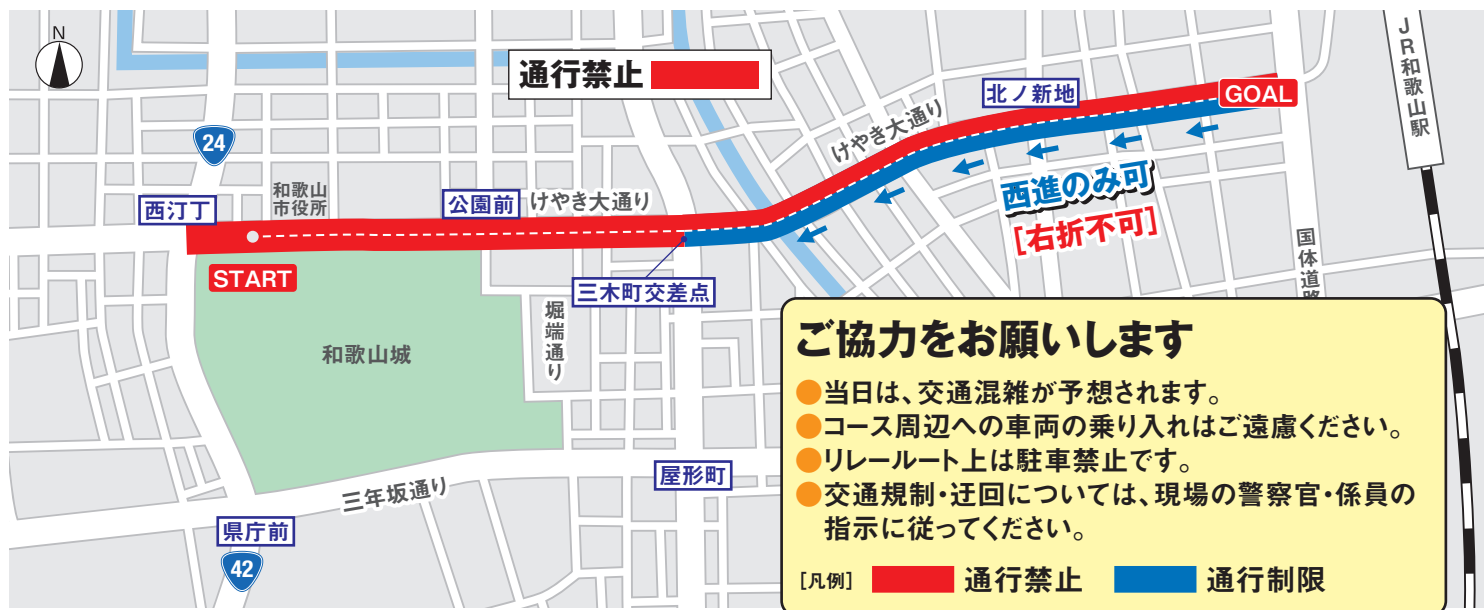 N
通行禁止
JR和歌山駅
北ノ新地
GOAL
けやき大通り
24
西進のみ可
[右折不可]
和歌山
市役所
西汀丁
公園前
けやき大通り
START
三木町交差点
国体道路
堀端通り
和歌山城
屋形町
三年坂通り
県庁前
42
ご協力をお願いします
●当日は、交通混雑が予想されます。
●コース周辺への車両の乗り入れはご遠慮ください。
●リレールート上は駐車禁止です。
●交通規制・迂回については、現場の警察官・係員の
指示に従ってください。
[凡例] 通行禁止 通行制限